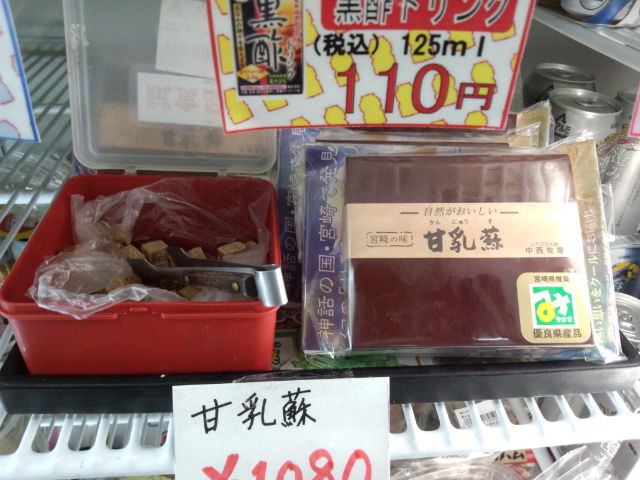 黒酢ドリンク
(税込) 125ml
110円
黒酢
試食品
神話の国・宮崎で発見
自然がおいしい
かん にゅう そ
宮崎の味 甘乳蘇
中西牧場
宮崎県推奨
優良県産品
甘乳蘇
¥1080